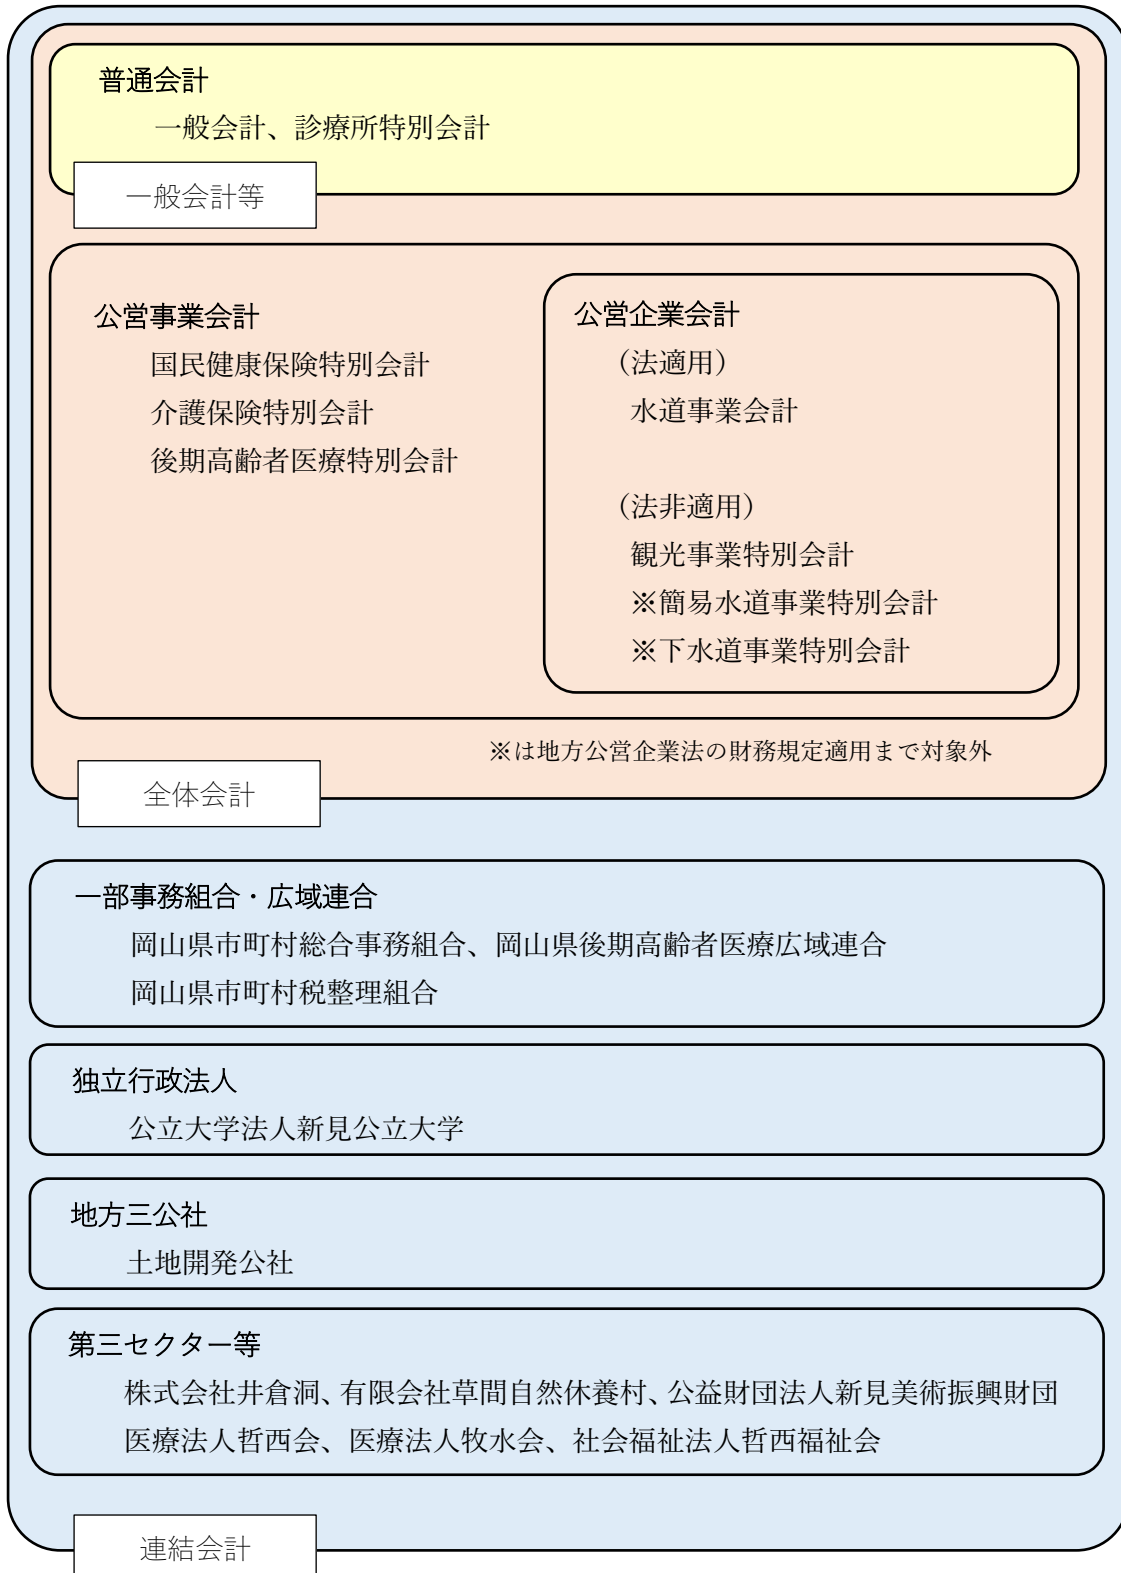 普通会計
一般会計、診療所特別会計
一般会計等
公営事業会計
国民健康保険特別会計
介護保険特別会計
後期高齢者医療特別会計
公営企業会計
（法適用）
水道事業会計
（法非適用）
観光事業特別会計
※簡易水道事業特別会計
※下水道事業特別会計
※は地方公営企業法の財務規定適用まで対象外
全体会計
一部事務組合・広域連合
岡山県市町村総合事務組合、岡山県後期高齢者医療広域連合
岡山県市町村税整理組合
独立行政法人
公立大学法人新見公立大学
地方三公社
土地開発公社
第三セクター等
株式会社井倉洞、有限会社草間自然休養村、公益財団法人新見美術振興財団
医療法人哲西会、医療法人牧水会、社会福祉法人哲西福祉会
連結会計